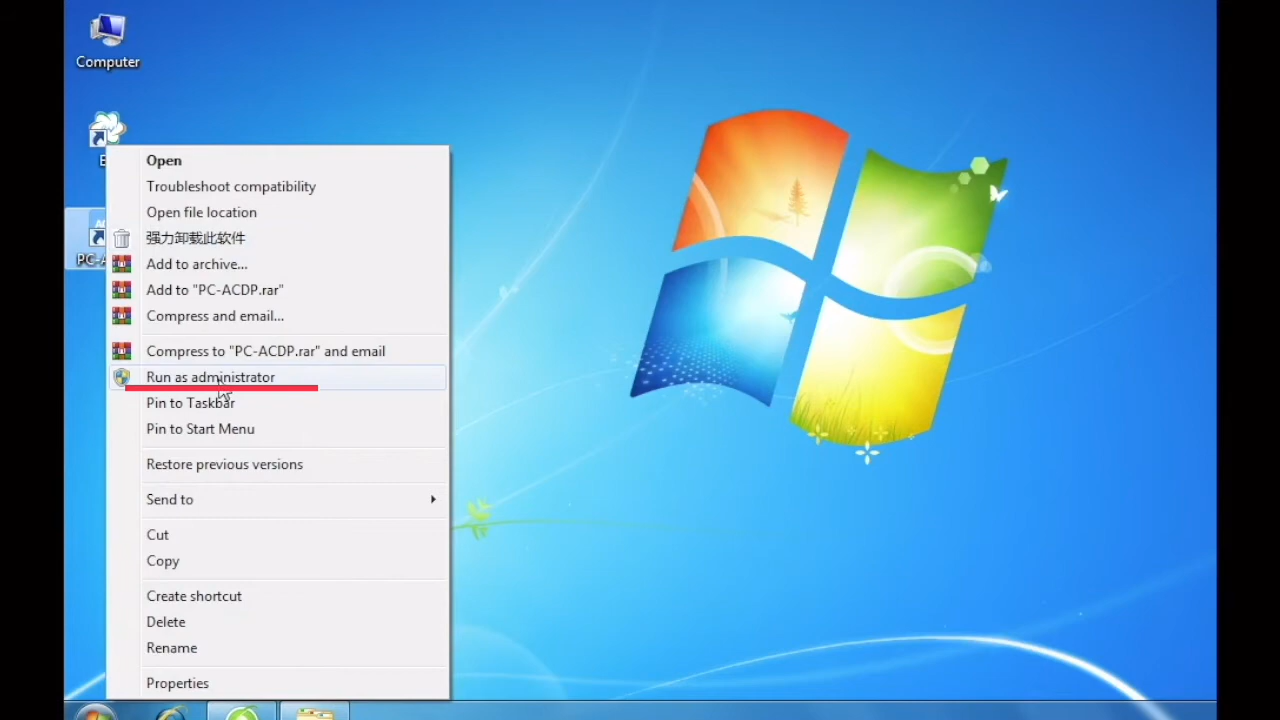 Computer
Open
Troubleshoot compatibility
Open file location
强力卸载此软件
Add to archive...
Add to "PC-ACDP.rar"
Compress and email...
Compress to "PC-ACDP.rar" and email
Run as administrator
Pin to Taskbar
Pin to Start Menu
Restore previous versions
Send to
Cut
Copy
Create shortcut
Delete
Rename
Properties